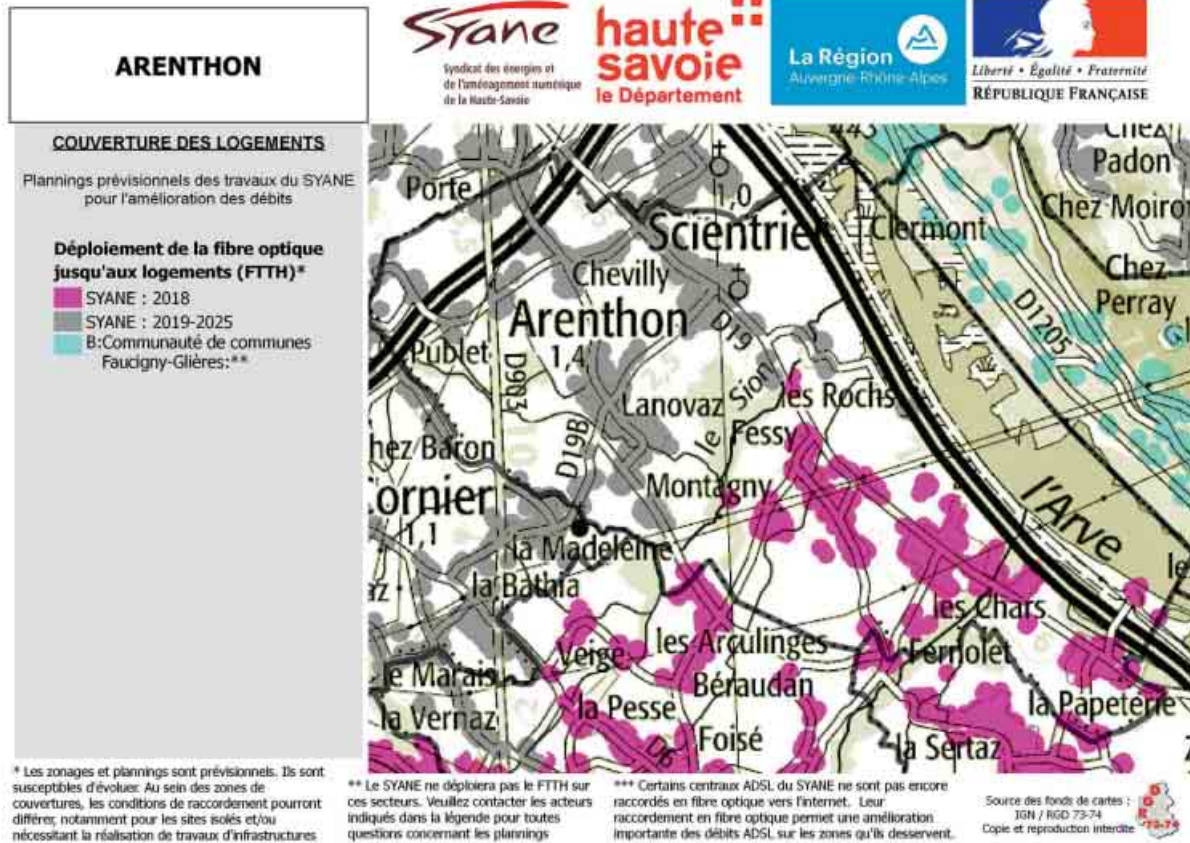 ARENTHON
Syane
Syndicat des énergies et
de l'aménagement numérique
de la Haute-Savoie
haute
savoie
le Département
La Région
Auvergne-Rhône-Alpes
Liberté • Égalité • Fraternité
RÉPUBLIQUE FRANÇAISE
COUVERTURE DES LOGEMENTS
Plannings prévisionnels des travaux du SYANE
pour l'amélioration des débits
Déploiement de la fibre optique
jusqu'aux logements (FTTH)*
SYANE : 2018
SYANE : 2019-2025
B:Communauté de communes
Faucigny-Glières:**
443
Chez
Padon
Porte
1,0
Chez Moiro
Scientrie
Clermont
Chevilly
Chez
Perray
Arenthon
D19
D1205
Publet
1,4
D903
Sion
les Rochs
Lanovaz
le
Fessy
hez Baron
D19B
Montagny
ornier
l'Arve
1,1
la Madeleine
la Bathia
les Chars
Veige
les Arculinges
Fernolet
le Marais
Béraudan
la Pesse
la Papeterie
la Vernaz
Foisé
D6
la Sertaz
* Les zonages et plannings sont prévisionnels. Ils sont
susceptibles d'évoluer. Au sein des zones de
couvertures, les conditions de raccordement pourront
différer, notamment pour les sites isolés et/ou
nécessitant la réalisation de travaux d'infrastructures
** Le SYANE ne déploiera pas le FTTH sur
ces secteurs. Veuillez contacter les acteurs
indiqués dans la légende pour toutes
questions concernant les plannings
*** Certains centraux ADSL du SYANE ne sont pas encore
raccordés en fibre optique vers l'internet. Leur
raccordement en fibre optique permet une amélioration
importante des débits ADSL sur les zones qu'ils desservent.
Source des fonds de cartes :
IGN / RGD 73-74
Copie et reproduction interdite